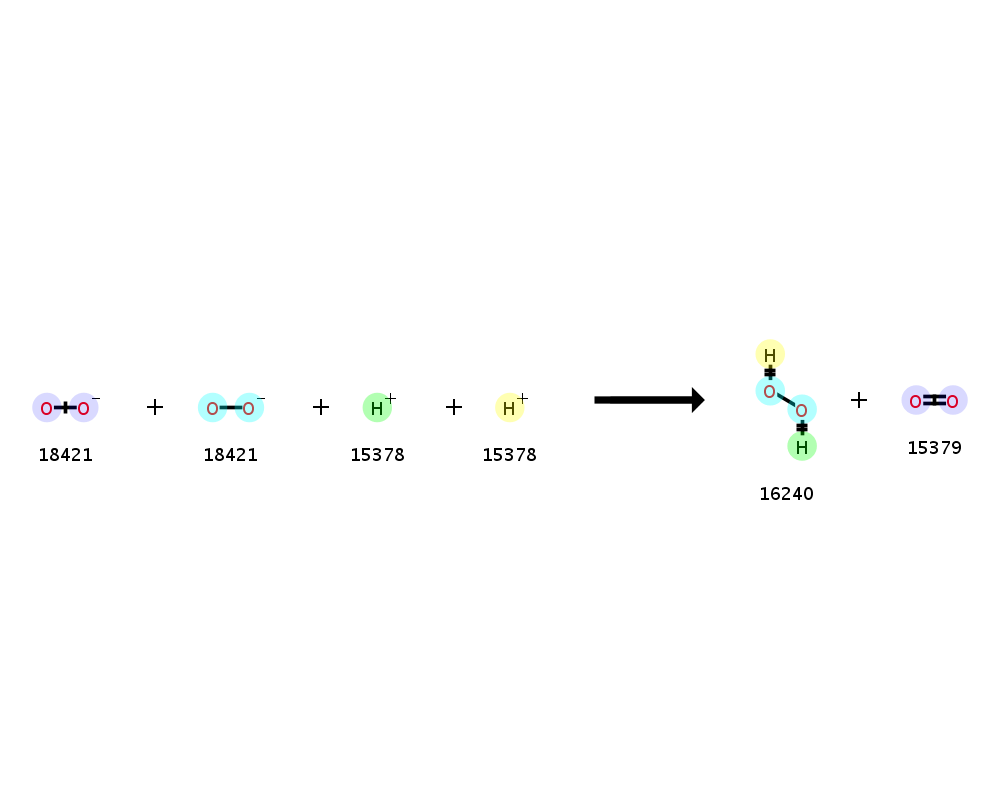 O O⁻ + O O⁻ + H⁺ + H⁺ H O O H + O O
18421 18421 15378 15378 16240 15379